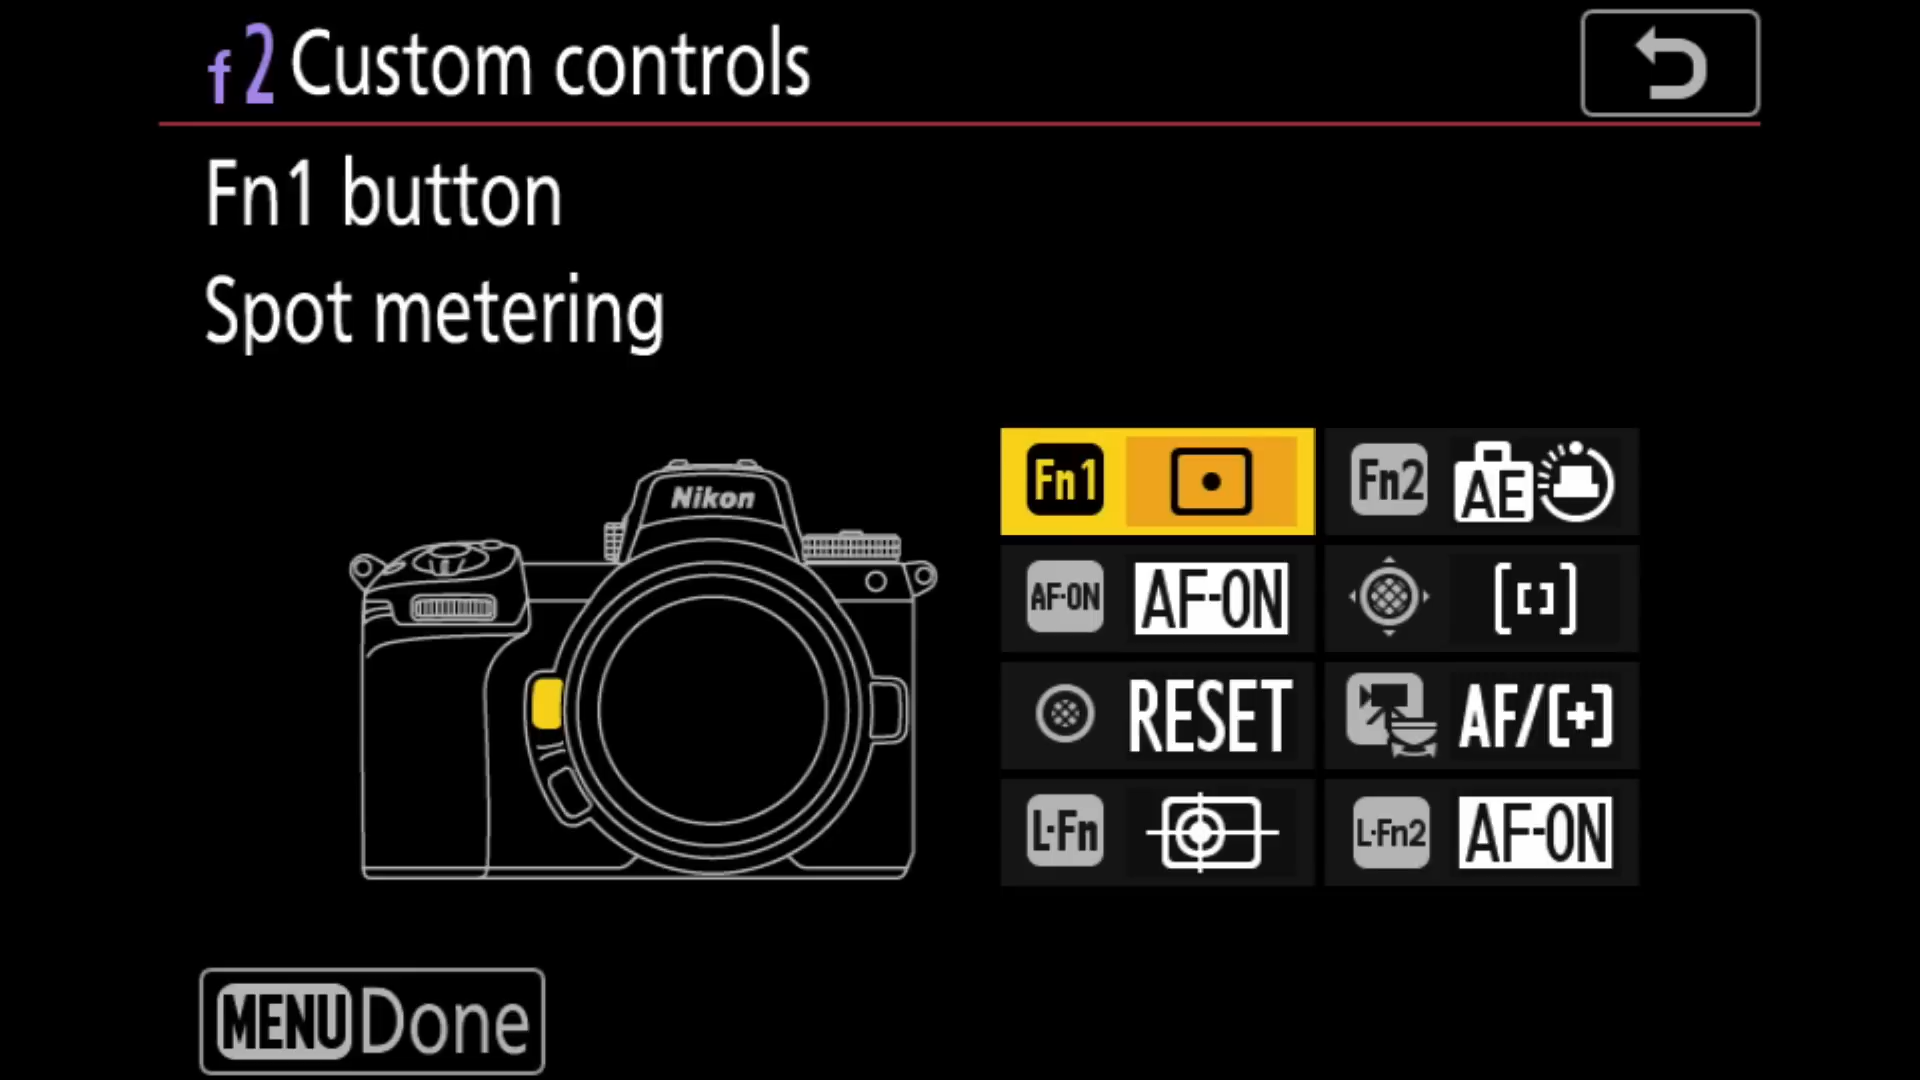 f2 Custom controls
Fn1 button
Spot metering
Nikon
Fn1
Fn2 AE
AF-ON AF-ON
[ ]
RESET
AF/[+]
L·Fn
L·Fn2 AF-ON
MENU Done